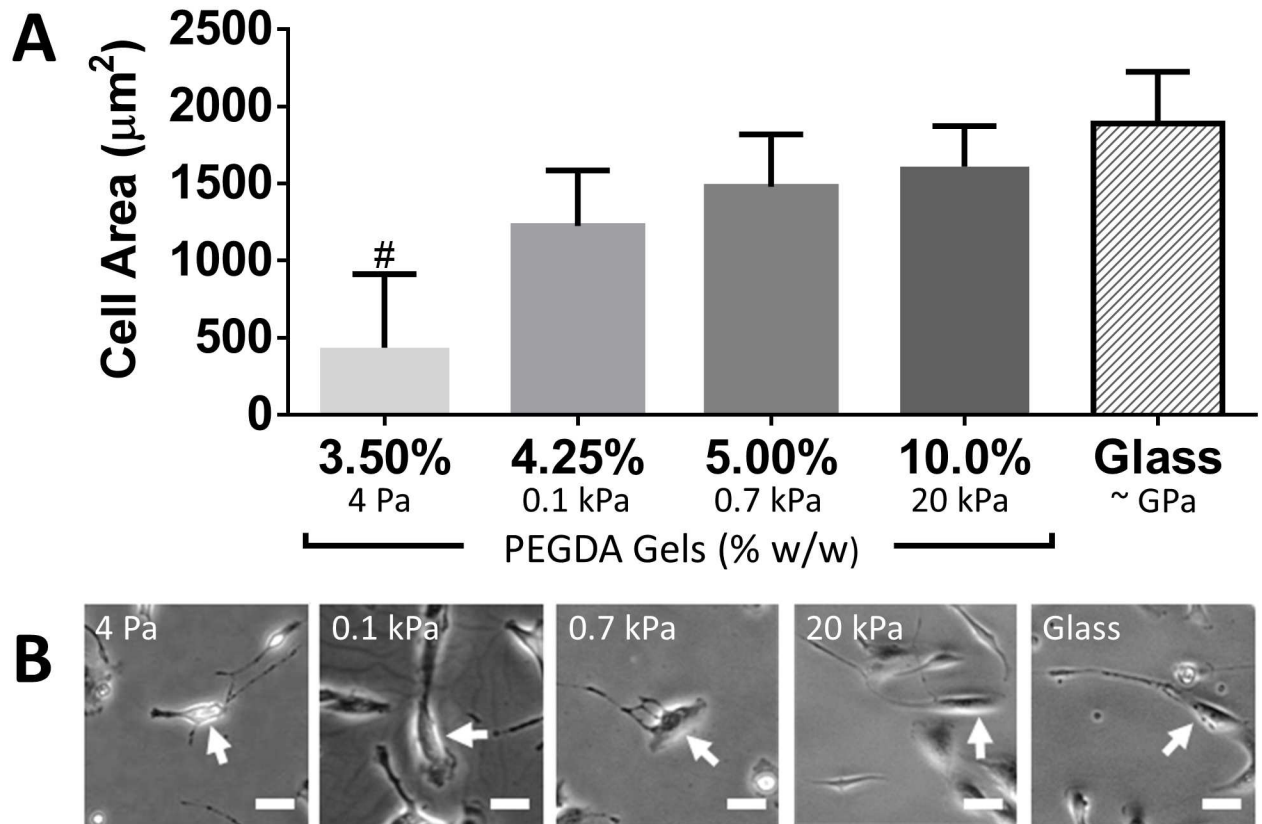 A
Cell Area (μm²)
2500
2000
1500
1000
500
0
#
3.50% 4.25% 5.00% 10.0% Glass
4 Pa 0.1 kPa 0.7 kPa 20 kPa ~ GPa
PEGDA Gels (% w/w)
B
4 Pa 0.1 kPa 0.7 kPa 20 kPa Glass